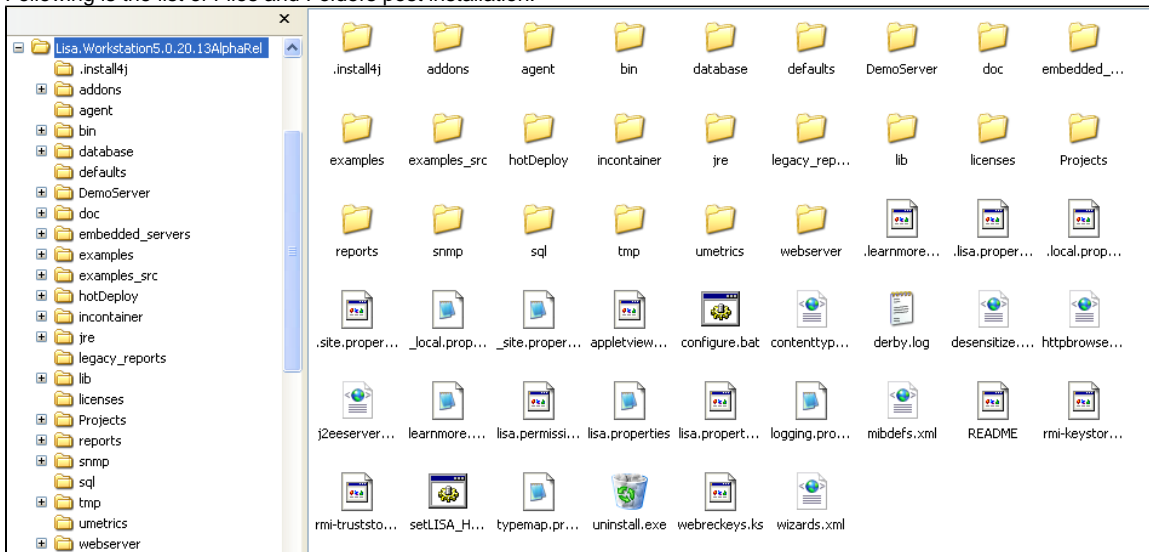 Following is the list of Files and Folders post installation.
Lisa.Workstation5.0.20.13AlphaRel
.install4j
addons
agent
bin
database
defaults
DemoServer
doc
embedded_servers
examples
examples_src
hotDeploy
incontainer
jre
legacy_reports
lib
licenses
Projects
reports
snmp
sql
tmp
umetrics
webserver
.install4j addons agent bin database defaults DemoServer doc embedded_...
examples examples_src hotDeploy incontainer jre legacy_rep... lib licenses Projects
reports snmp sql tmp umetrics webserver .learnmore... .lisa.proper... .local.prop...
.site.proper... _local.prop... _site.proper... appletview... configure.bat contenttyp... derby.log desensitize.... httpbrowse...
j2eeserver... learnmore.... lisa.permissi... lisa.properties lisa.propert... logging.pro... mibdefs.xml README rmi-keystor...
rmi-truststo... setLISA_H... typemap.pr... uninstall.exe webreckeys.ks wizards.xml